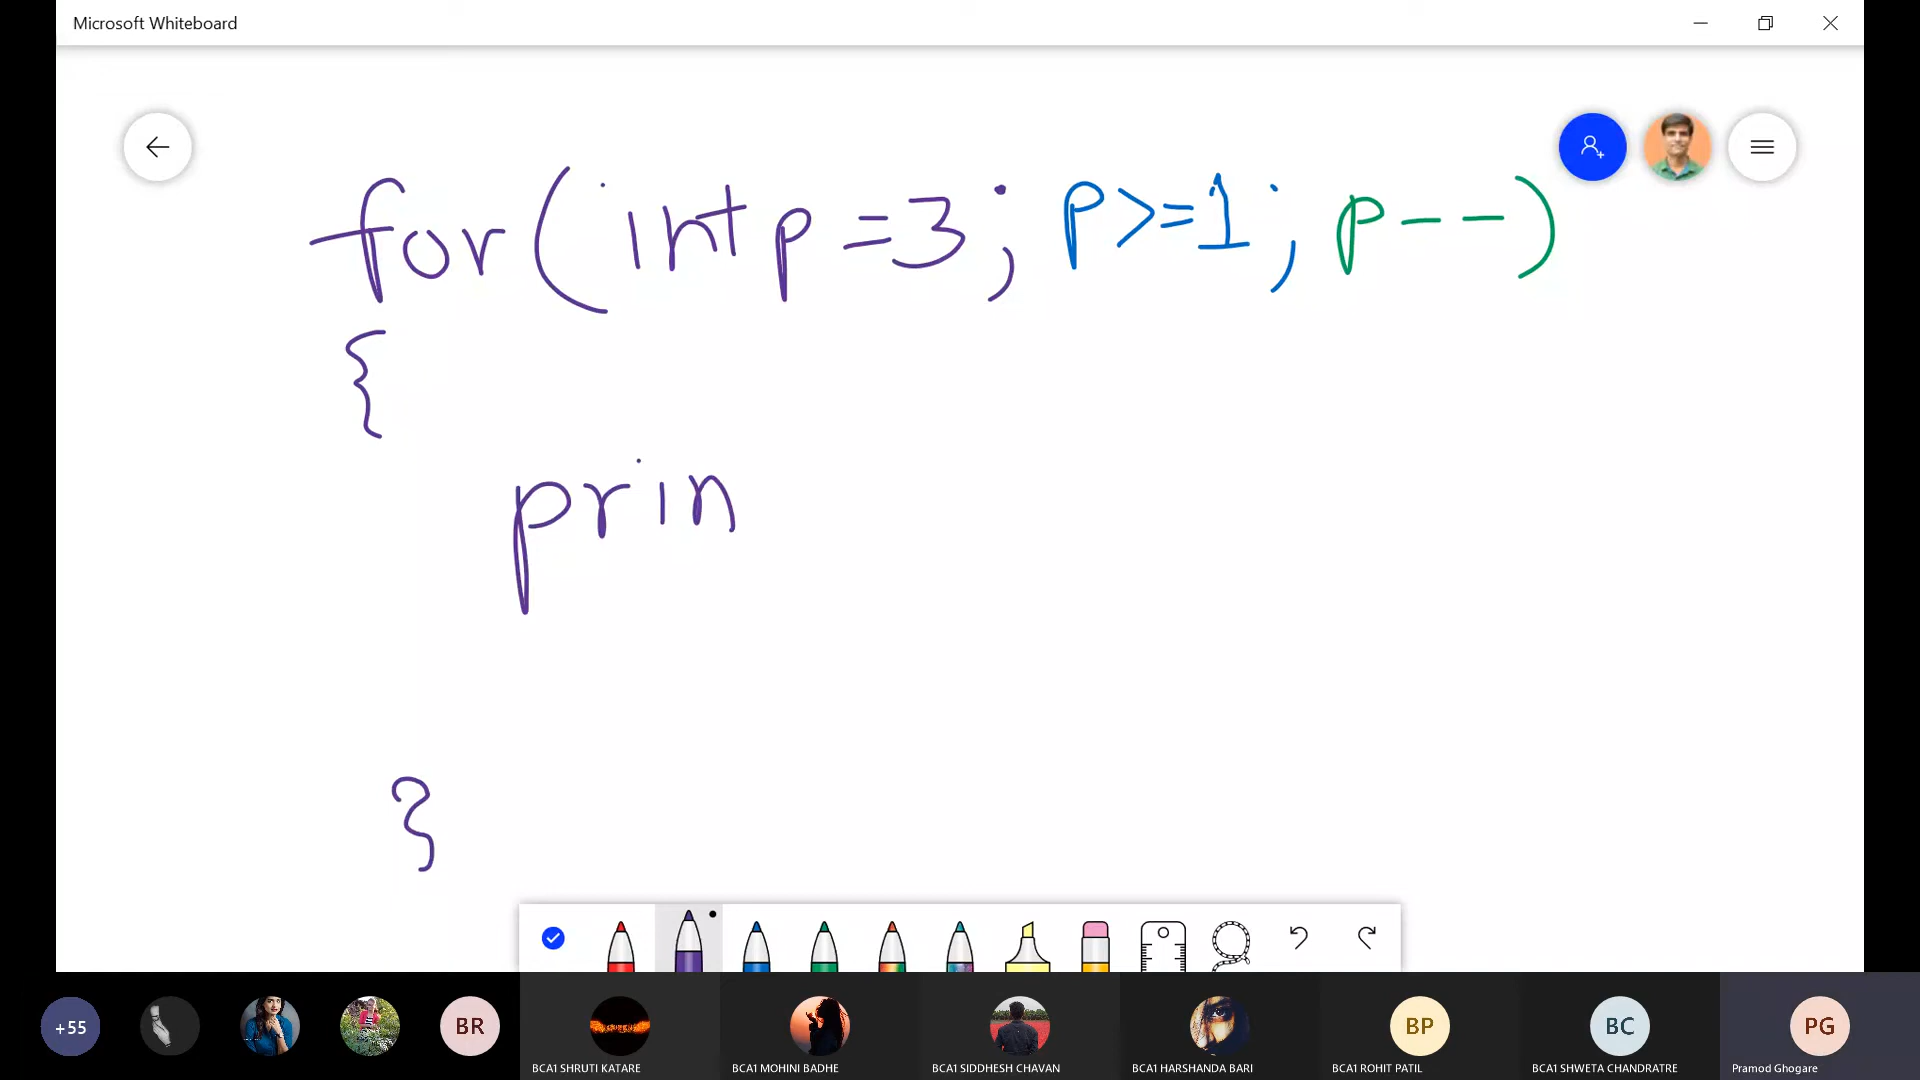 Microsoft Whiteboard
for(int p=3; p>=1; p--)
{
prin
}
+55
BR
BP
BC
PG
BCA1 SHRUTI KATARE
BCA1 MOHINI BADHE
BCA1 SIDDHESH CHAVAN
BCA1 HARSHANDA BARI
BCA1 ROHIT PATIL
BCA1 SHWETA CHANDRATRE
Pramod Ghogare